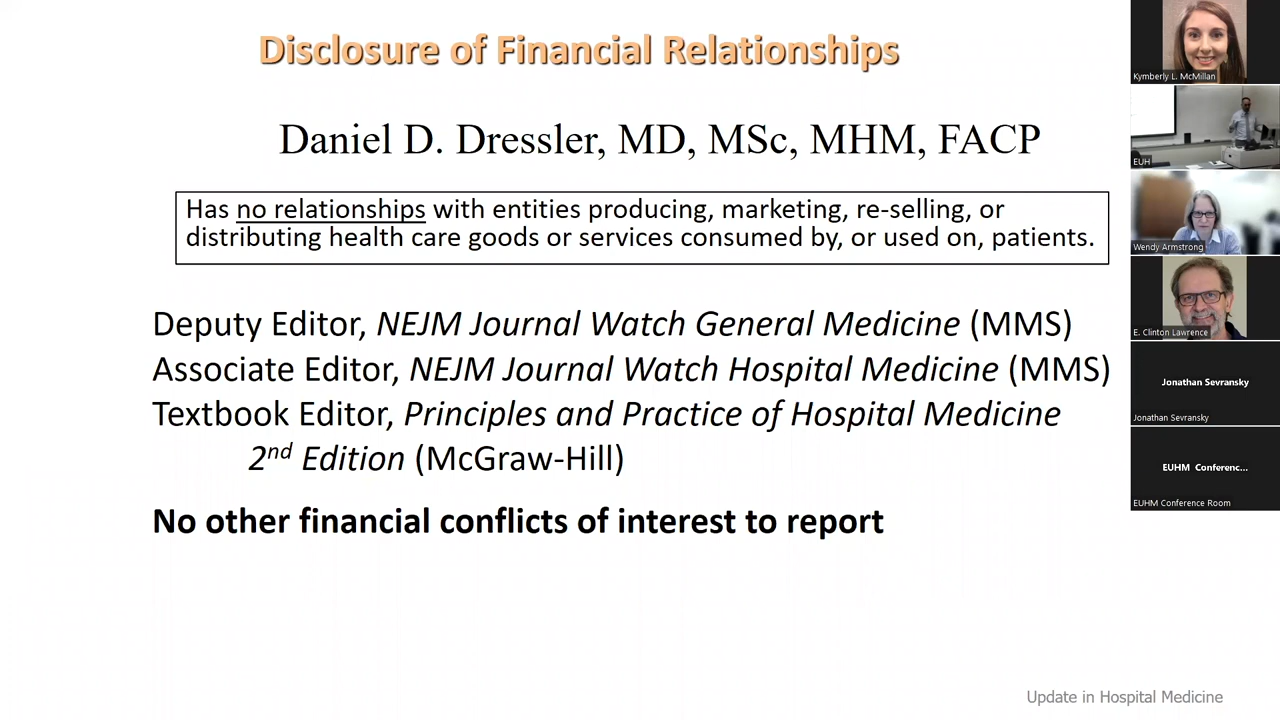 Disclosure of Financial Relationships
Daniel D. Dressler, MD, MSc, MHM, FACP
Has no relationships with entities producing, marketing, re-selling, or
distributing health care goods or services consumed by, or used on, patients.
Deputy Editor, NEJM Journal Watch General Medicine (MMS)
Associate Editor, NEJM Journal Watch Hospital Medicine (MMS)
Textbook Editor, Principles and Practice of Hospital Medicine
2nd Edition (McGraw-Hill)
No other financial conflicts of interest to report
Update in Hospital Medicine
Kymberly L. McMillan
EUH
Wendy Armstrong
E. Clinton Lawrence
Jonathan Sevransky
Jonathan Sevransky
EUHM Conferenc...
EUHM Conference Room